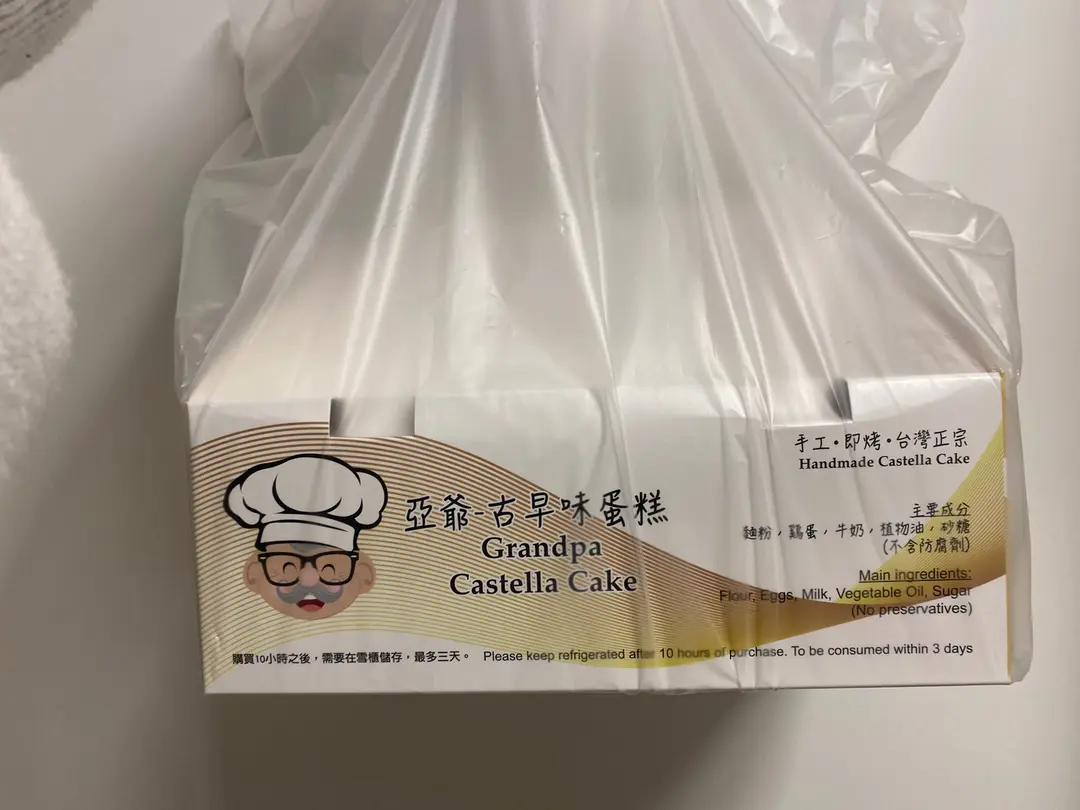 手工·即烤·台灣正宗
Handmade Castella Cake
亞爺-古早味蛋糕
Grandpa
Castella Cake
主要成分
麵粉，鷄蛋，牛奶，植物油，砂糖
(不含防腐劑)
Main ingredients:
Flour, Eggs, Milk, Vegetable Oil, Sugar
(No preservatives)
購買10小時之後，需要在雪櫃儲存，最多三天。 Please keep refrigerated after 10 hours of purchase. To be consumed within 3 days